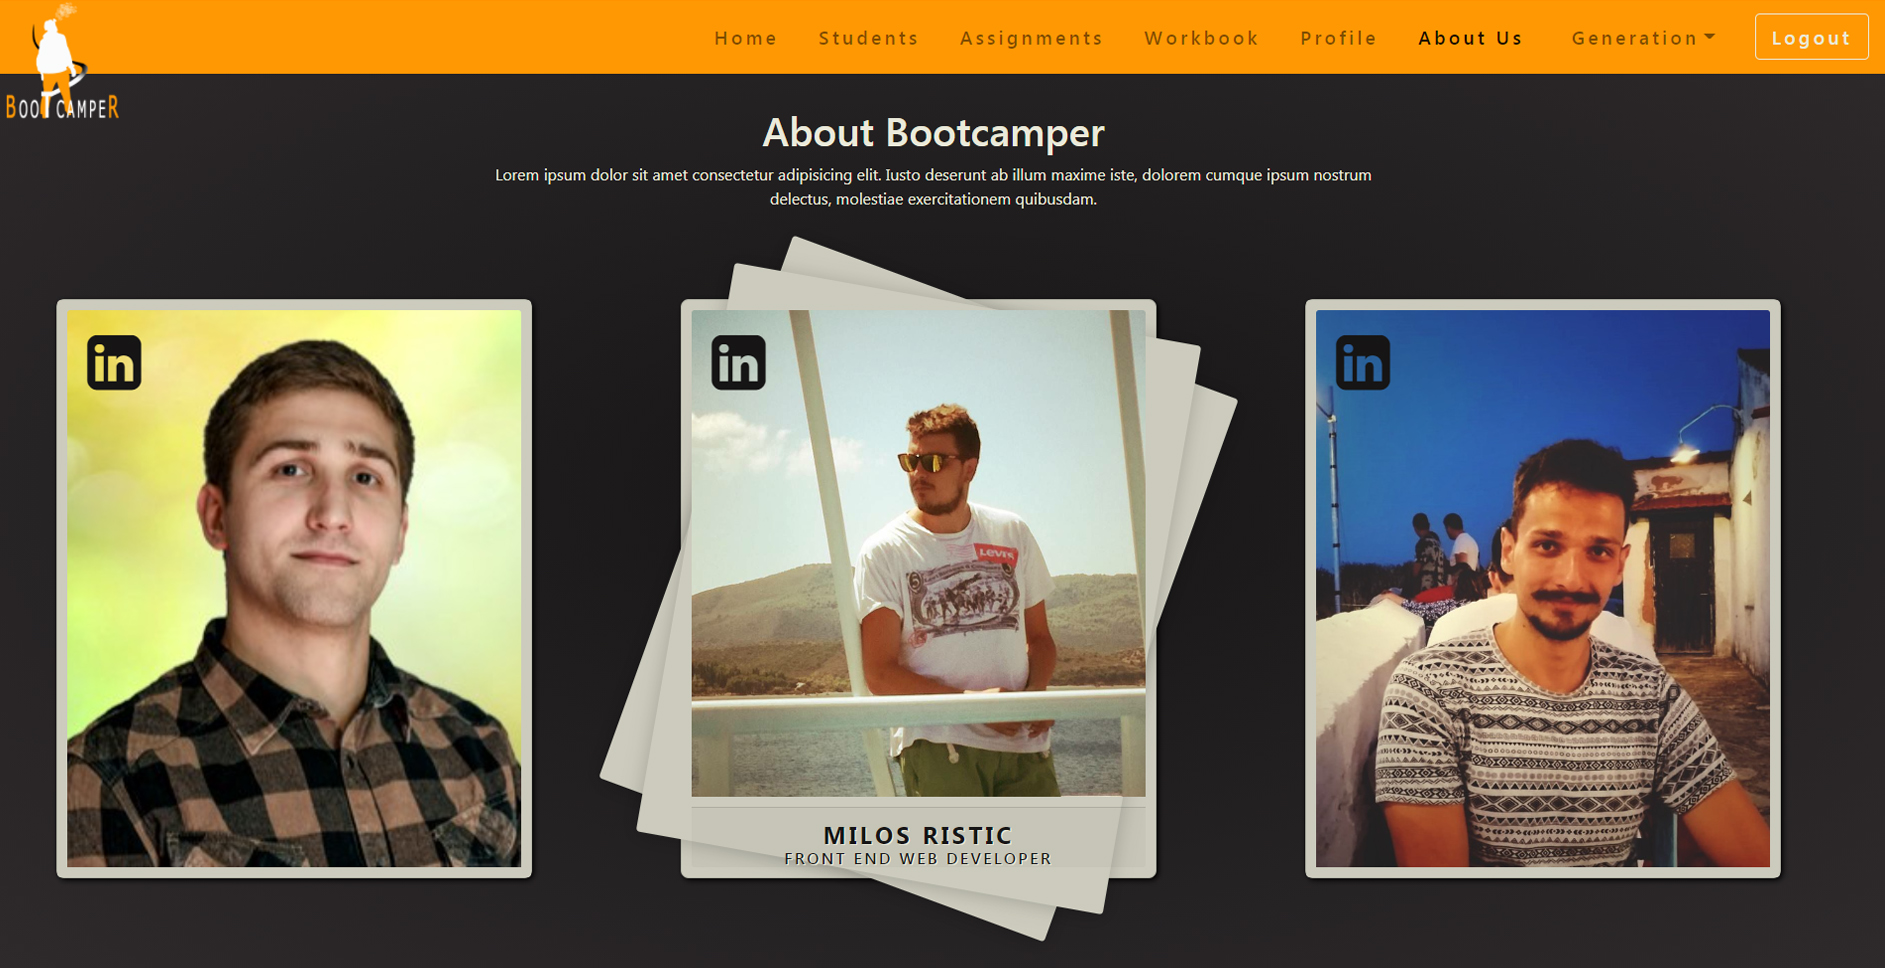 Home Students Assignments Workbook Profile About Us Generation Logout
BOOTCAMPER
About Bootcamper
Lorem ipsum dolor sit amet consectetur adipisicing elit. Iusto deserunt ab illum maxime iste, dolorem cumque ipsum nostrum
delectus, molestiae exercitationem quibusdam.
in
in
in
LEVI'S
MILOS RISTIC
FRONT END WEB DEVELOPER